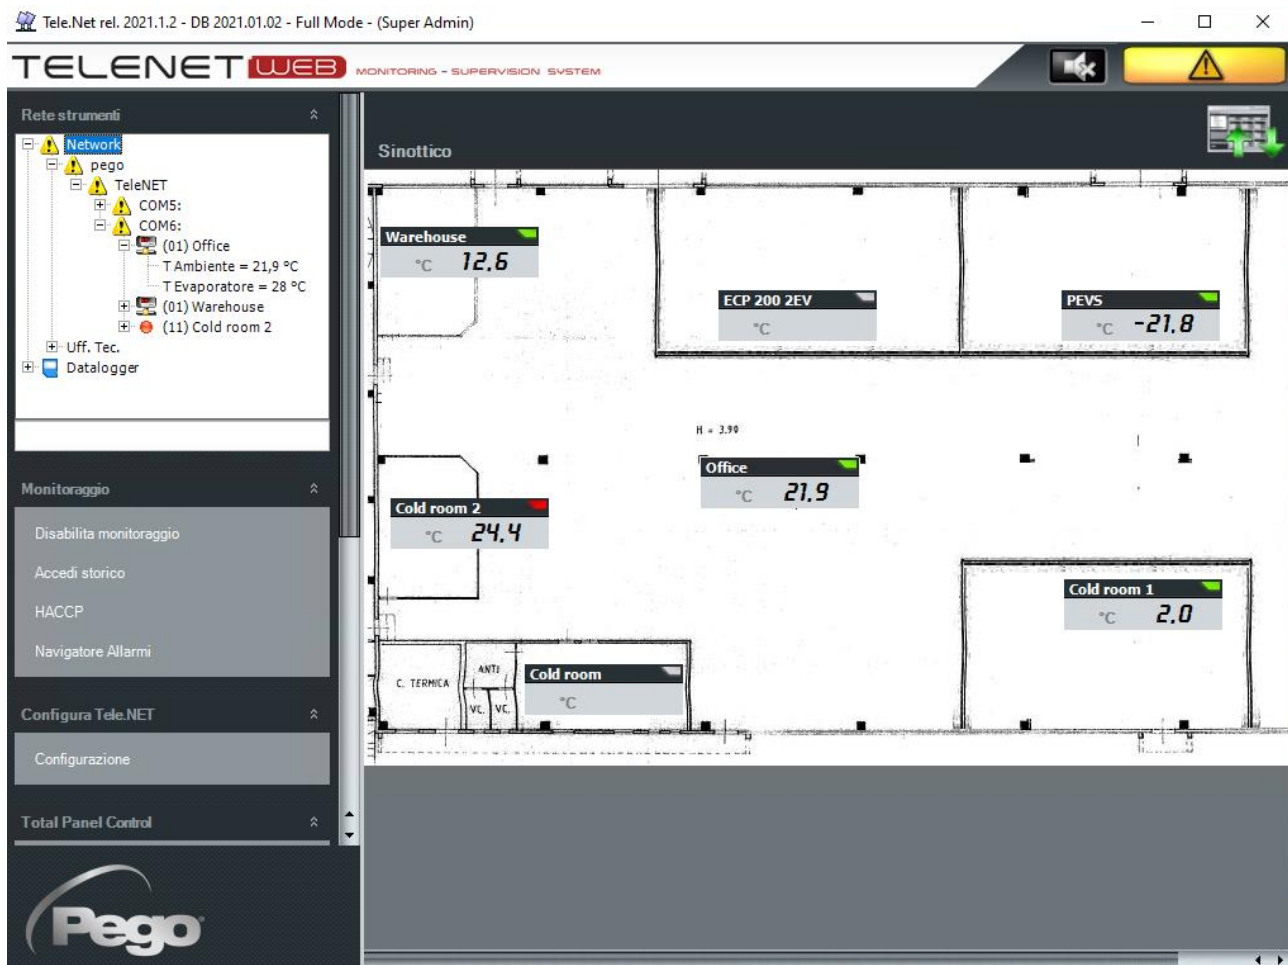 Tele.Net rel. 2021.1.2 - DB 2021.01.02 - Full Mode - (Super Admin)
TELENET WEB MONITORING - SUPERVISION SYSTEM
Rete strumenti
Network
pego
TeleNET
COM5:
COM6:
(01) Office
T Ambiente = 21,9 ºC
T Evaporatore = 28 ºC
(01) Warehouse
(11) Cold room 2
Uff. Tec.
Datalogger
Monitoraggio
Disabilita monitoraggio
Accedi storico
HACCP
Navigatore Allarmi
Configura Tele.NET
Configurazione
Total Panel Control
Pego
Sinottico
Warehouse
°C 12,6
ECP 200 2EV
°C
PEVS
°C -21,8
H = 3.90
Office
°C 21,9
Cold room 2
°C 24,4
Cold room 1
°C 2,0
C. TERMICA
ANTI
VC. VC.
Cold room
°C